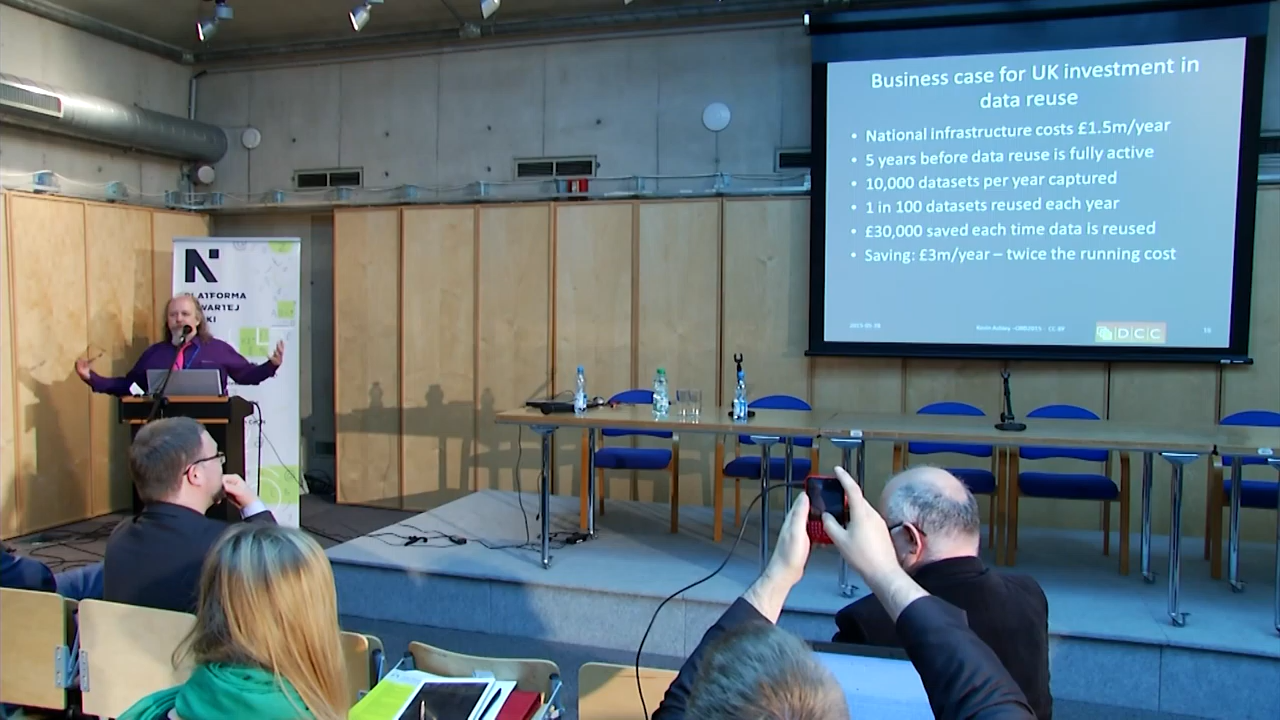 Business case for UK investment in
data reuse
• National infrastructure costs £1.5m/year
• 5 years before data reuse is fully active
• 10,000 datasets per year captured
• 1 in 100 datasets reused each year
• £30,000 saved each time data is reused
• Saving: £3m/year – twice the running cost
DCC
16
N
PLATFORMA